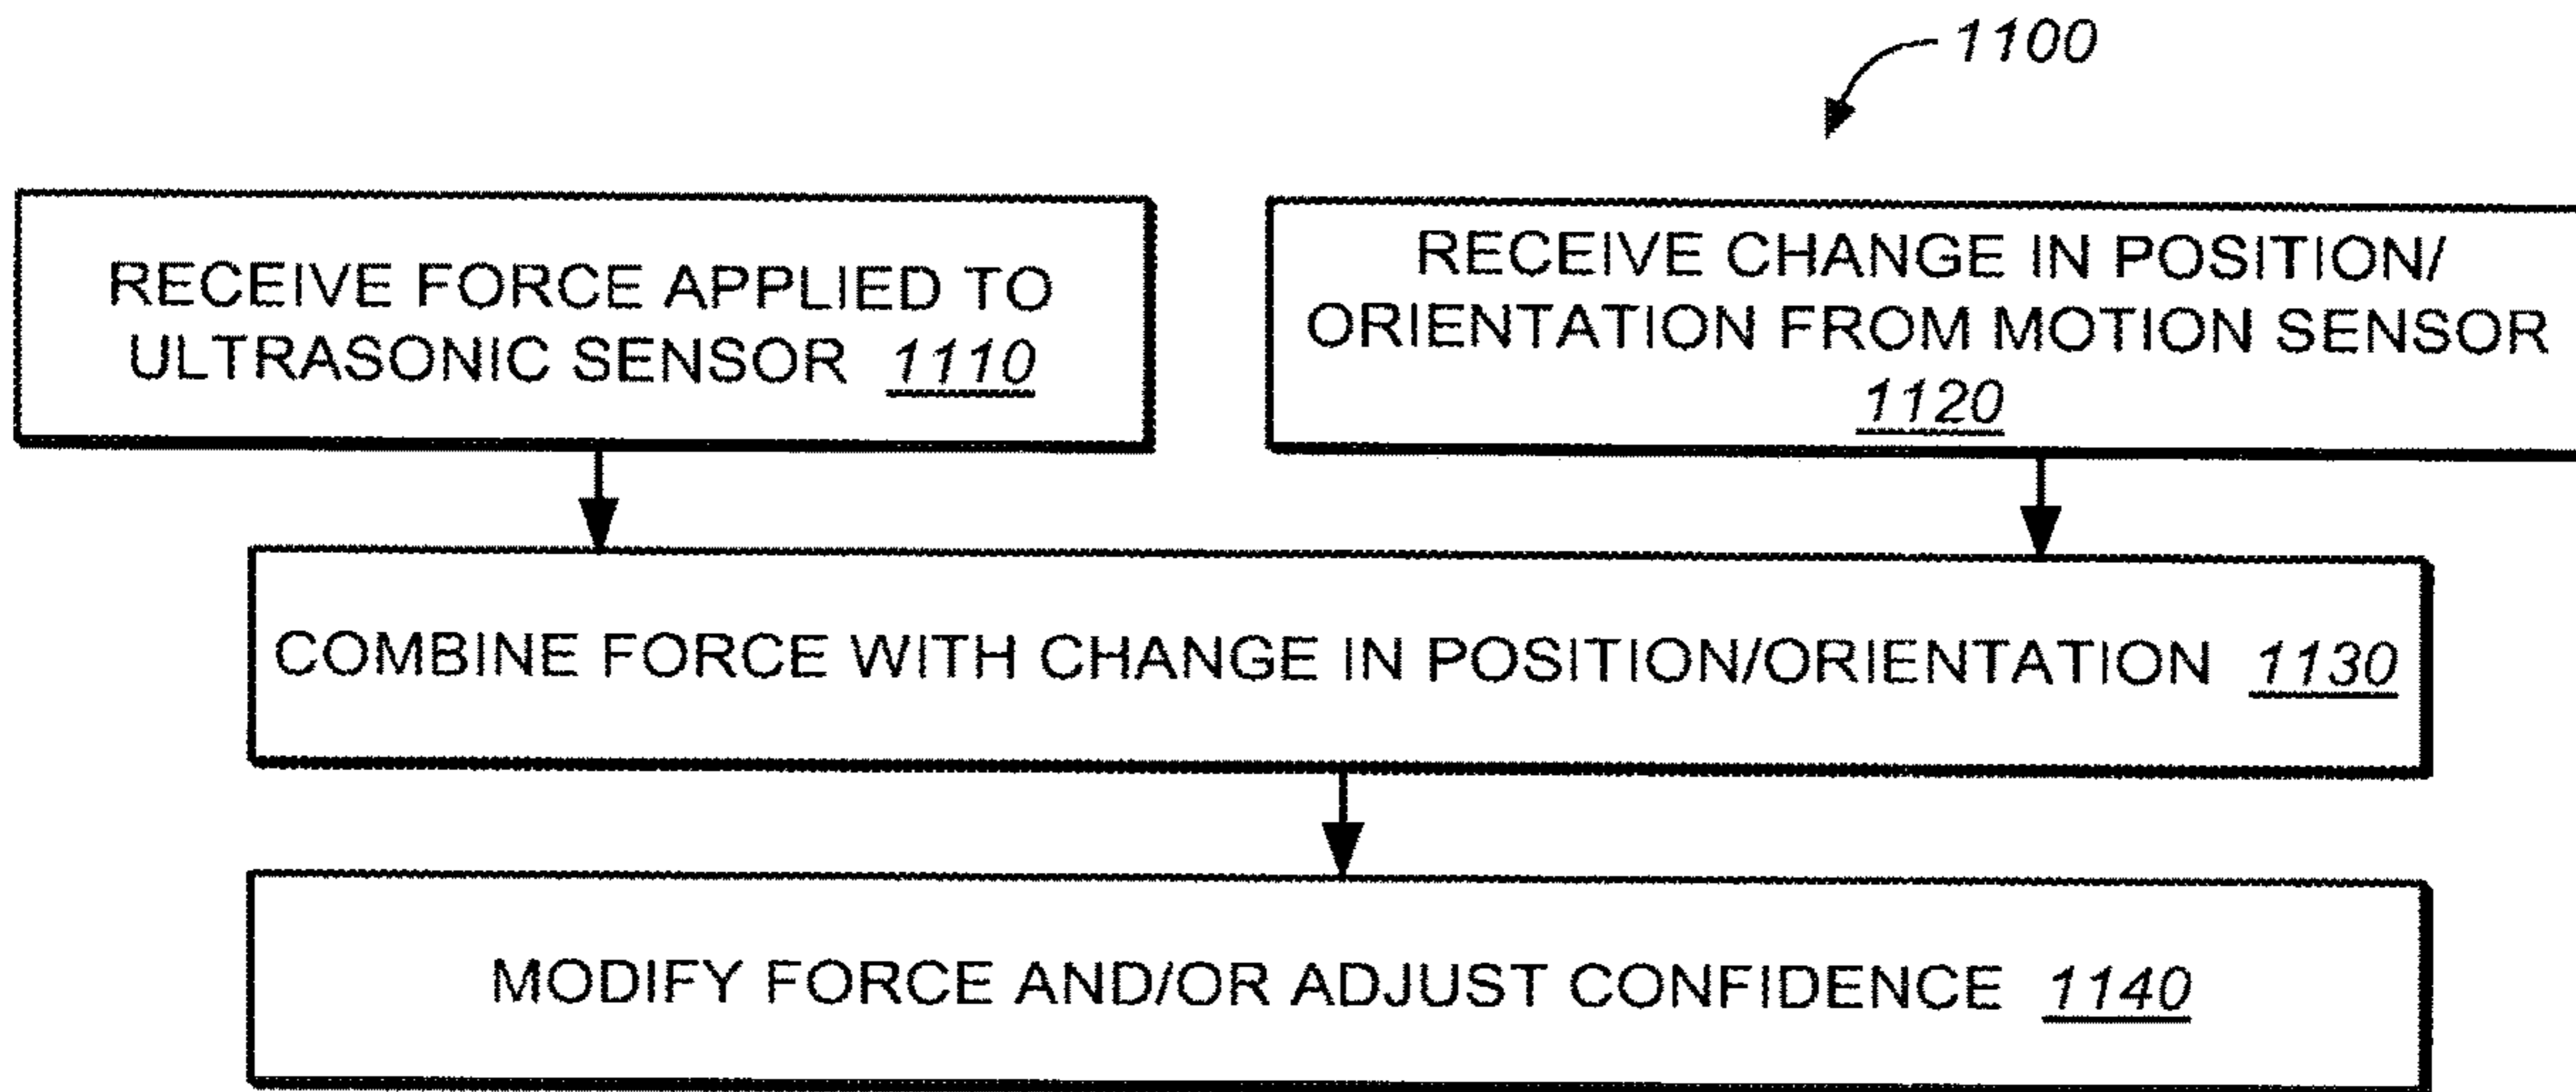 1100
RECEIVE FORCE APPLIED TO
ULTRASONIC SENSOR 1110
RECEIVE CHANGE IN POSITION/
ORIENTATION FROM MOTION SENSOR
1120
COMBINE FORCE WITH CHANGE IN POSITION/ORIENTATION 1130
MODIFY FORCE AND/OR ADJUST CONFIDENCE 1140